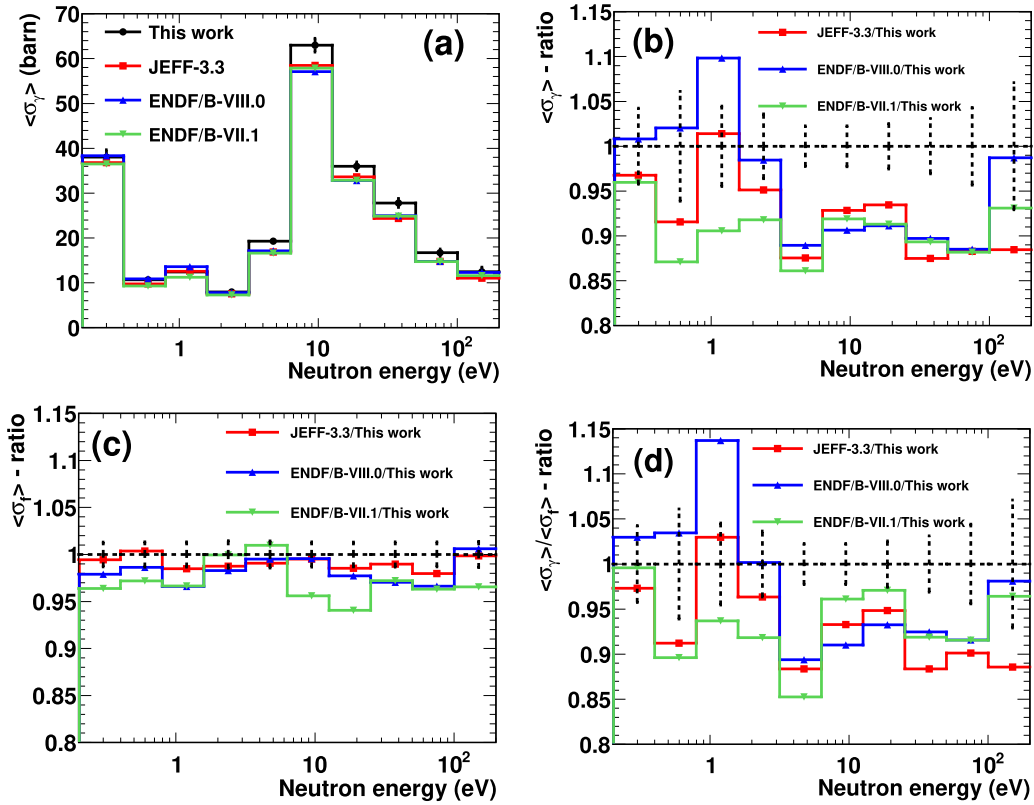 <σγ> (barn)
70
60
50
40
30
20
10
0
This work
JEFF-3.3
ENDF/B-VIII.0
ENDF/B-VII.1
(a)
1
10
10²
Neutron energy (eV)
<σγ> - ratio
1.15
1.1
1.05
1
0.95
0.9
0.85
0.8
(b)
JEFF-3.3/This work
ENDF/B-VIII.0/This work
ENDF/B-VII.1/This work
1
10
10²
Neutron energy (eV)
<σf> - ratio
1.15
1.1
1.05
1
0.95
0.9
0.85
0.8
(c)
JEFF-3.3/This work
ENDF/B-VIII.0/This work
ENDF/B-VII.1/This work
1
10
10²
Neutron energy (eV)
<σγ>/<σf> - ratio
1.15
1.1
1.05
1
0.95
0.9
0.85
0.8
(d)
JEFF-3.3/This work
ENDF/B-VIII.0/This work
ENDF/B-VII.1/This work
1
10
10²
Neutron energy (eV)